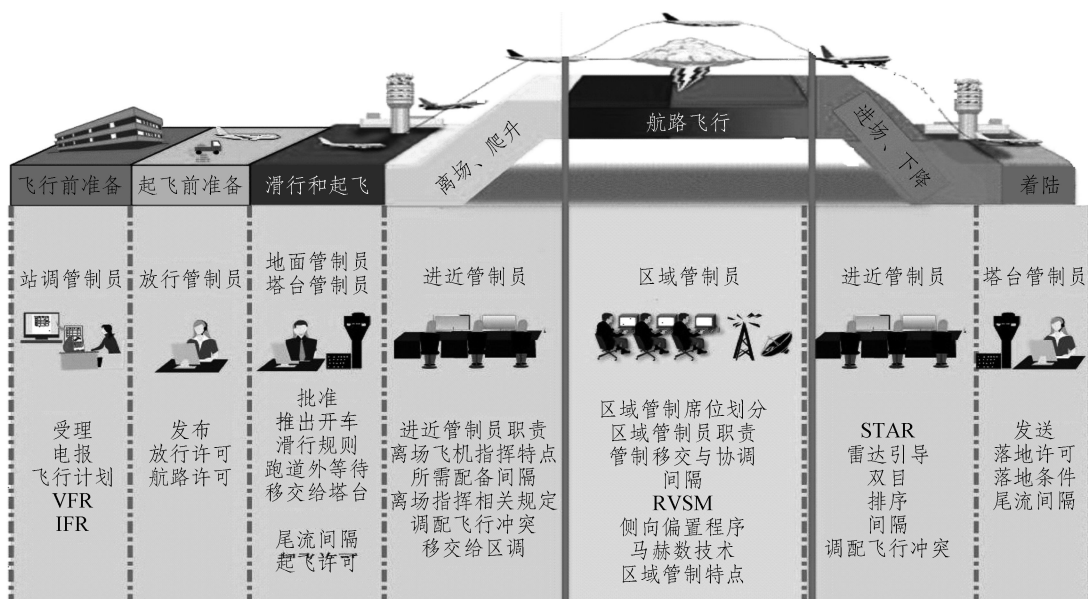 飞行前准备
起飞前准备
滑行和起飞
离场、爬升
航路飞行
进场、下降
着陆
站调管制员
受理
电报
飞行计划
VFR
IFR
放行管制员
发布
放行许可
航路许可
地面管制员
塔台管制员
批准
推出开车
滑行规则
跑道外等待
移交给塔台
尾流间隔
起飞许可
进近管制员
进近管制员职责
离场飞机指挥特点
所需配备间隔
离场指挥相关规定
调配飞行冲突
移交给区调
区域管制员
区域管制席位划分
区域管制员职责
管制移交与协调
间隔
RVSM
侧向偏置程序
马赫数技术
区域管制特点
进近管制员
STAR
雷达引导
双目
排序
间隔
调配飞行冲突
塔台管制员
发送
落地许可
落地条件
尾流间隔